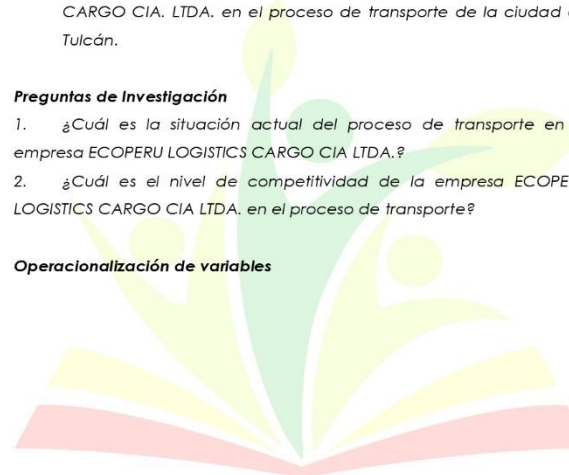 CARGO CIA. LTDA. en el proceso de transporte de la ciudad
Tulcán.
Preguntas de Investigación
1. ¿Cuál es la situación actual del proceso de transporte en
empresa ECOPERU LOGISTICS CARGO CIA LTDA.?
2. ¿Cuál es el nivel de competitividad de la empresa ECOPE
LOGISTICS CARGO CIA LTDA. en el proceso de transporte?
Operacionalización de variables